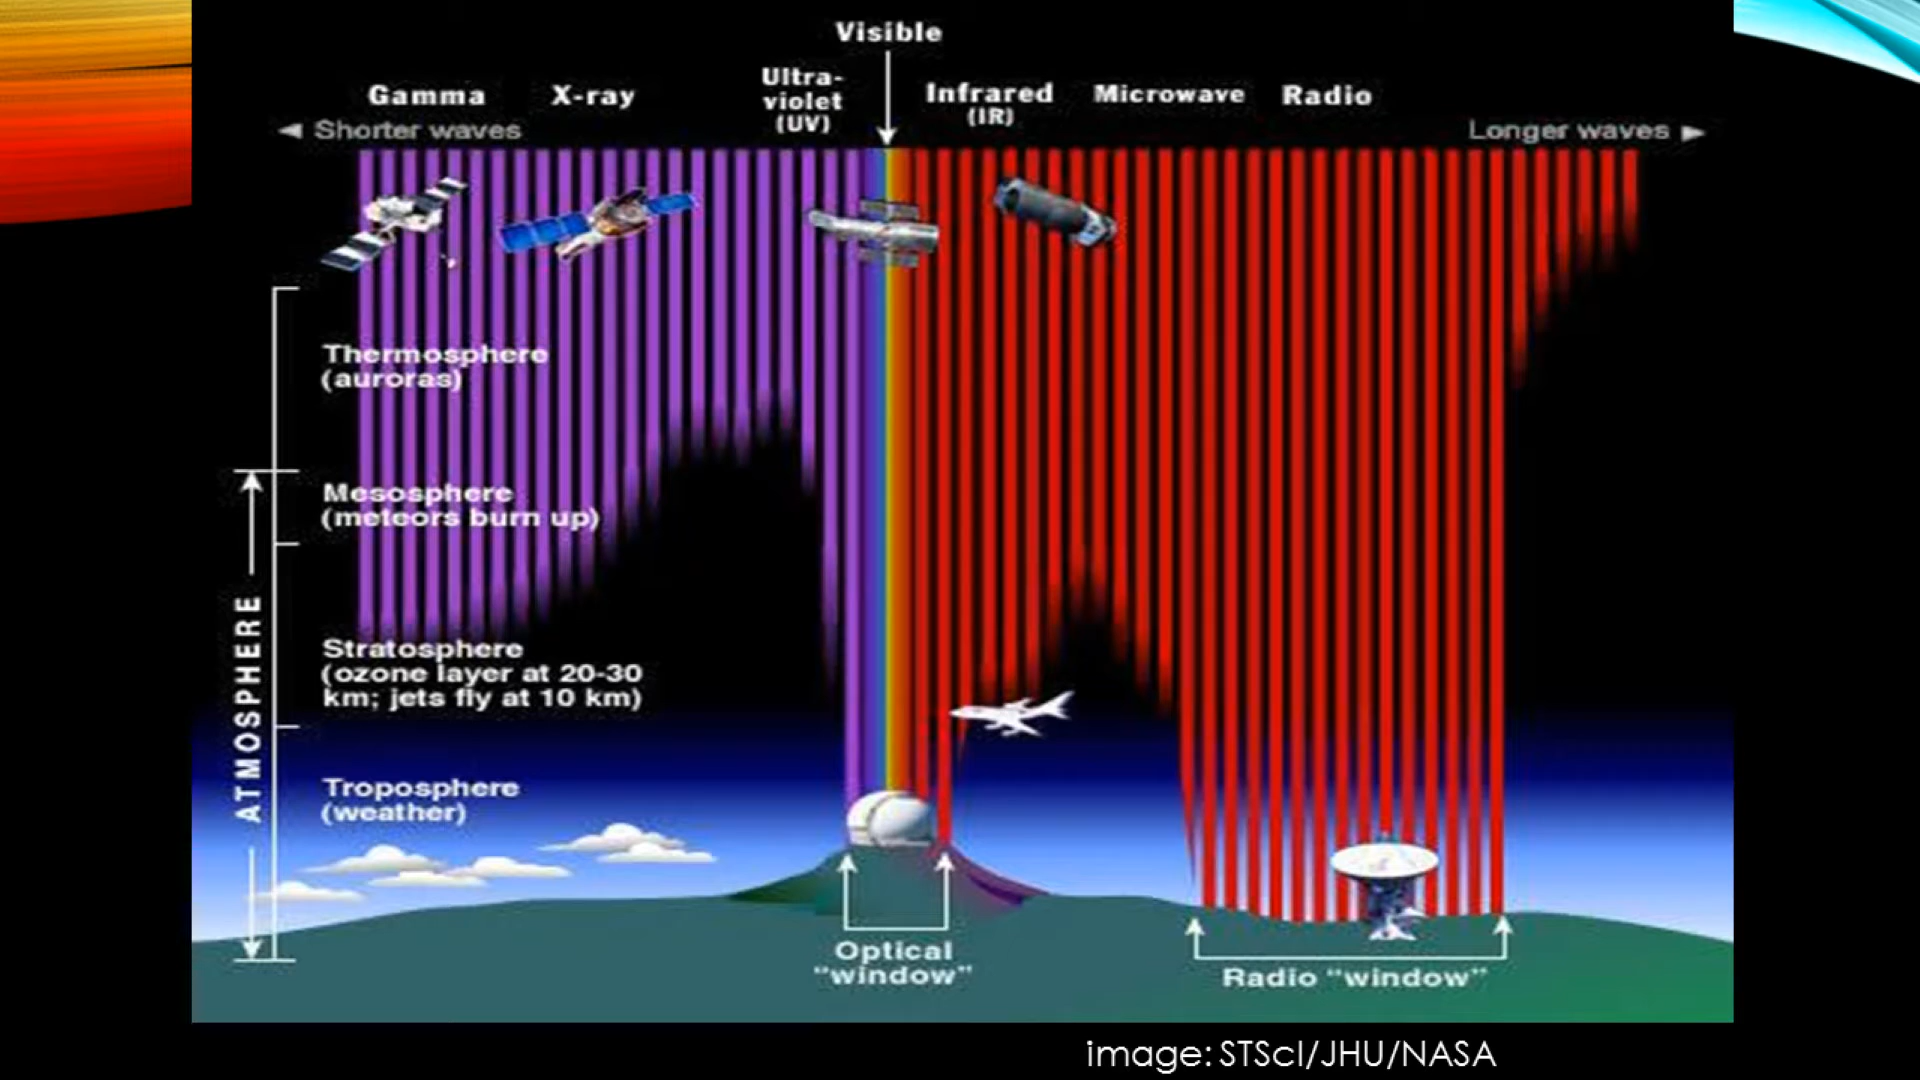 Visible
Ultra-
violet
(UV)
Gamma
X-ray
Infrared
(IR)
Microwave
Radio
◄ Shorter waves
Longer waves ►
Thermosphere
(auroras)
Mesosphere
(meteors burn up)
Stratosphere
(ozone layer at 20-30
km; jets fly at 10 km)
Troposphere
(weather)
ATMOSPHERE
Optical
“window”
Radio “window”
image: STScI/JHU/NASA